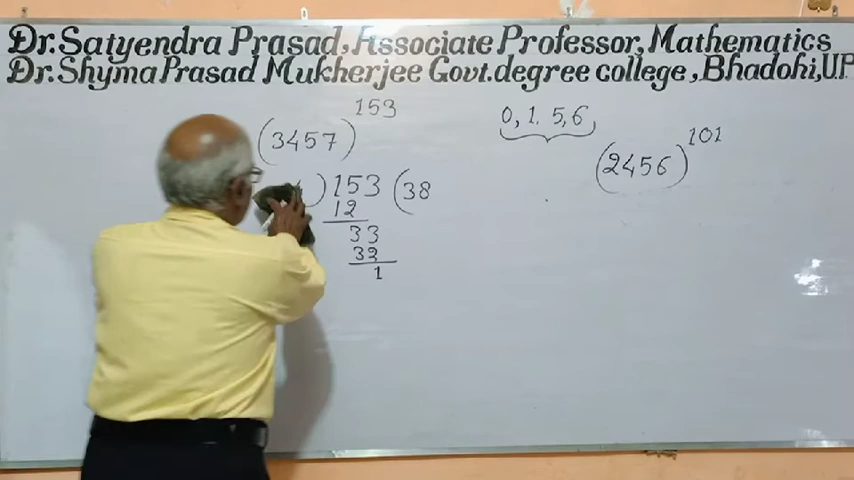 Dr.Satyendra Prasad, Associate Professor, Mathematics
Dr.Shyma Prasad Mukherjee Govt.degree college, Bhadohi, U.P
(3457)^153
0, 1. 5, 6
(2456)^101
) 153 ( 38
12
33
32
1